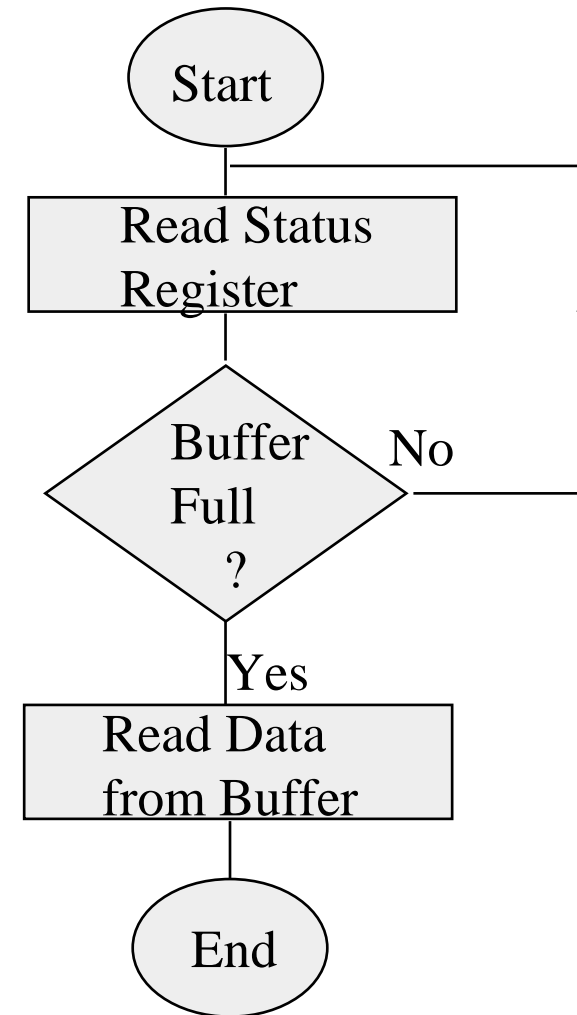 Start
Read Status
Register
Buffer
Full
?
No
Yes
Read Data
from Buffer
End